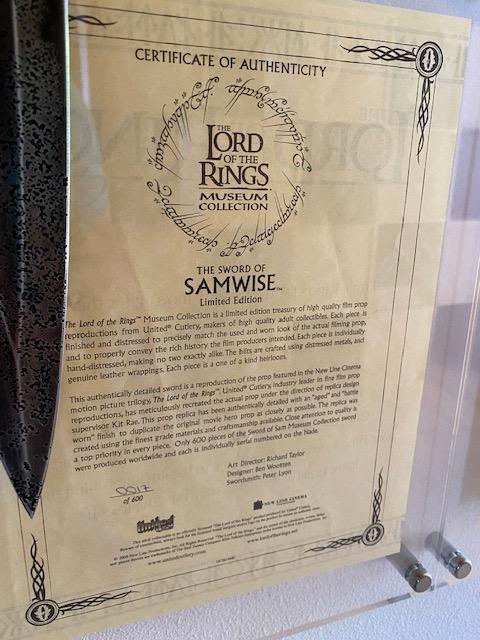 CERTIFICATE OF AUTHENTICITY
THE
LORD
OF THE
RINGS
MUSEUM
COLLECTION
THE SWORD OF
SAMWISE™
Limited Edition
The Lord of the Rings™ Museum Collection is a limited edition treasury of high quality film prop
reproductions from United® Cutlery, makers of high quality adult collectibles. Each piece is
finished and distressed to precisely match the used and worn look of the actual filming prop,
and to properly convey the rich history the film producers intended. Each piece is individually
hand-distressed, making no two exactly alike. The hilts are crafted using distressed metals, and
genuine leather wrappings. Each piece is a one of a kind heirloom.
This authentically detailed sword is a reproduction of the prop featured in the New Line Cinema
motion picture trilogy, The Lord of the Rings™. United® Cutlery, industry leader in fine film prop
reproductions, has meticulously recreated the actual prop under the direction of replica design
supervisor Kit Rae. This prop replica has been authentically detailed with an "aged" and "battle
worn" finish to duplicate the original movie hero prop as closely as possible. The replica was
created using the finest grade materials and craftsmanship available. Close attention to quality is
a top priority in every piece. Only 600 pieces of the Sword of Sam Museum Collection sword
were produced worldwide and each is individually serial numbered on the blade.
Art Director: Richard Taylor
Designer: Ben Wootten
Swordsmith: Peter Lyon
0017
of 600
NEW LINE CINEMA
www.unitedcutlery.com
www.lordoftherings.net